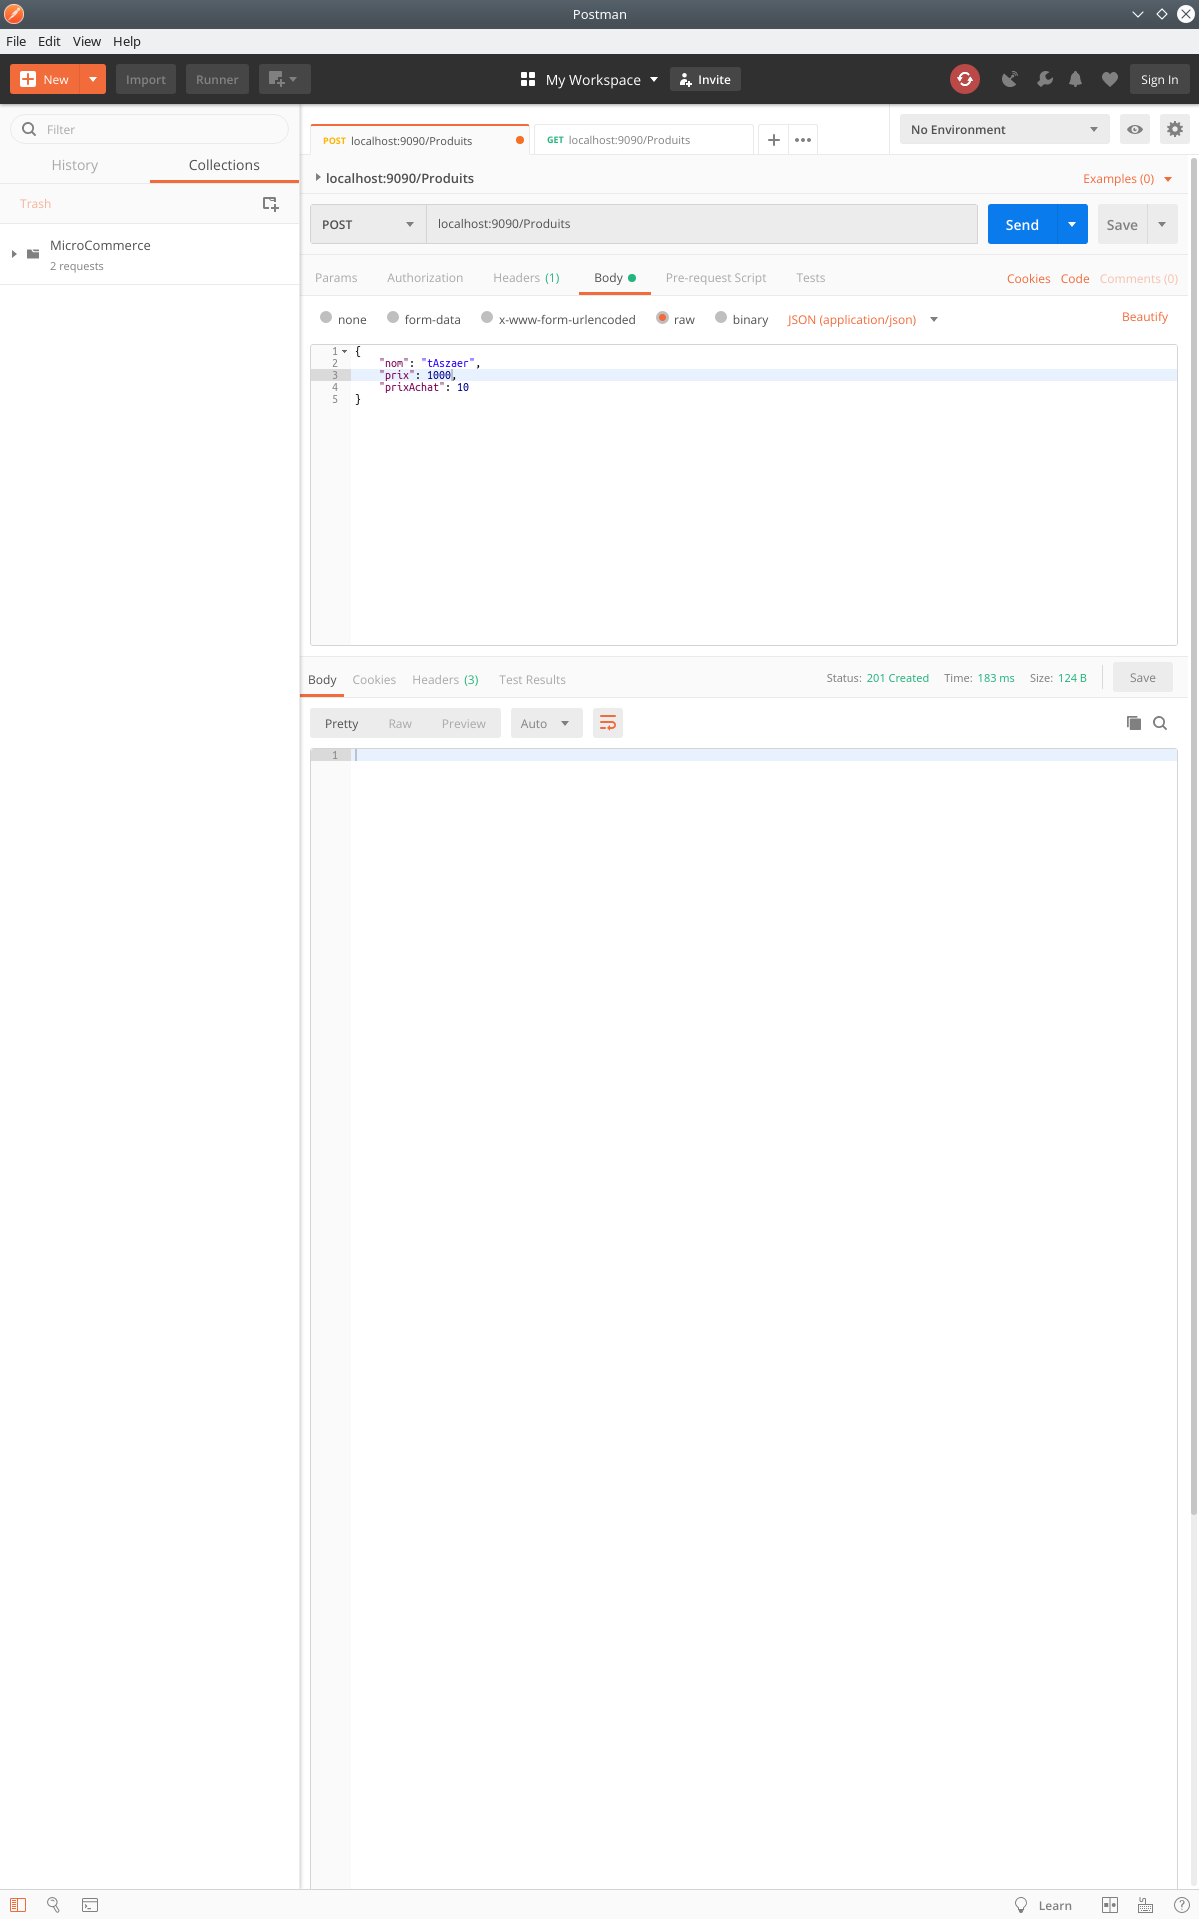 Postman
File Edit View Help
New Import Runner My Workspace Invite Sign In
Filter
History Collections
Trash
MicroCommerce
2 requests
POST localhost:9090/Produits GET localhost:9090/Produits + ••• No Environment
localhost:9090/Produits Examples (0)
POST localhost:9090/Produits Send Save
Params Authorization Headers (1) Body Pre-request Script Tests Cookies Code Comments (0)
none form-data x-www-form-urlencoded raw binary JSON (application/json) Beautify
1 {
2 "nom": "tAszaer",
3 "prix": 1000,
4 "prixAchat": 10
5 }
Body Cookies Headers (3) Test Results Status: 201 Created Time: 183 ms Size: 124 B Save
Pretty Raw Preview Auto
1
Learn